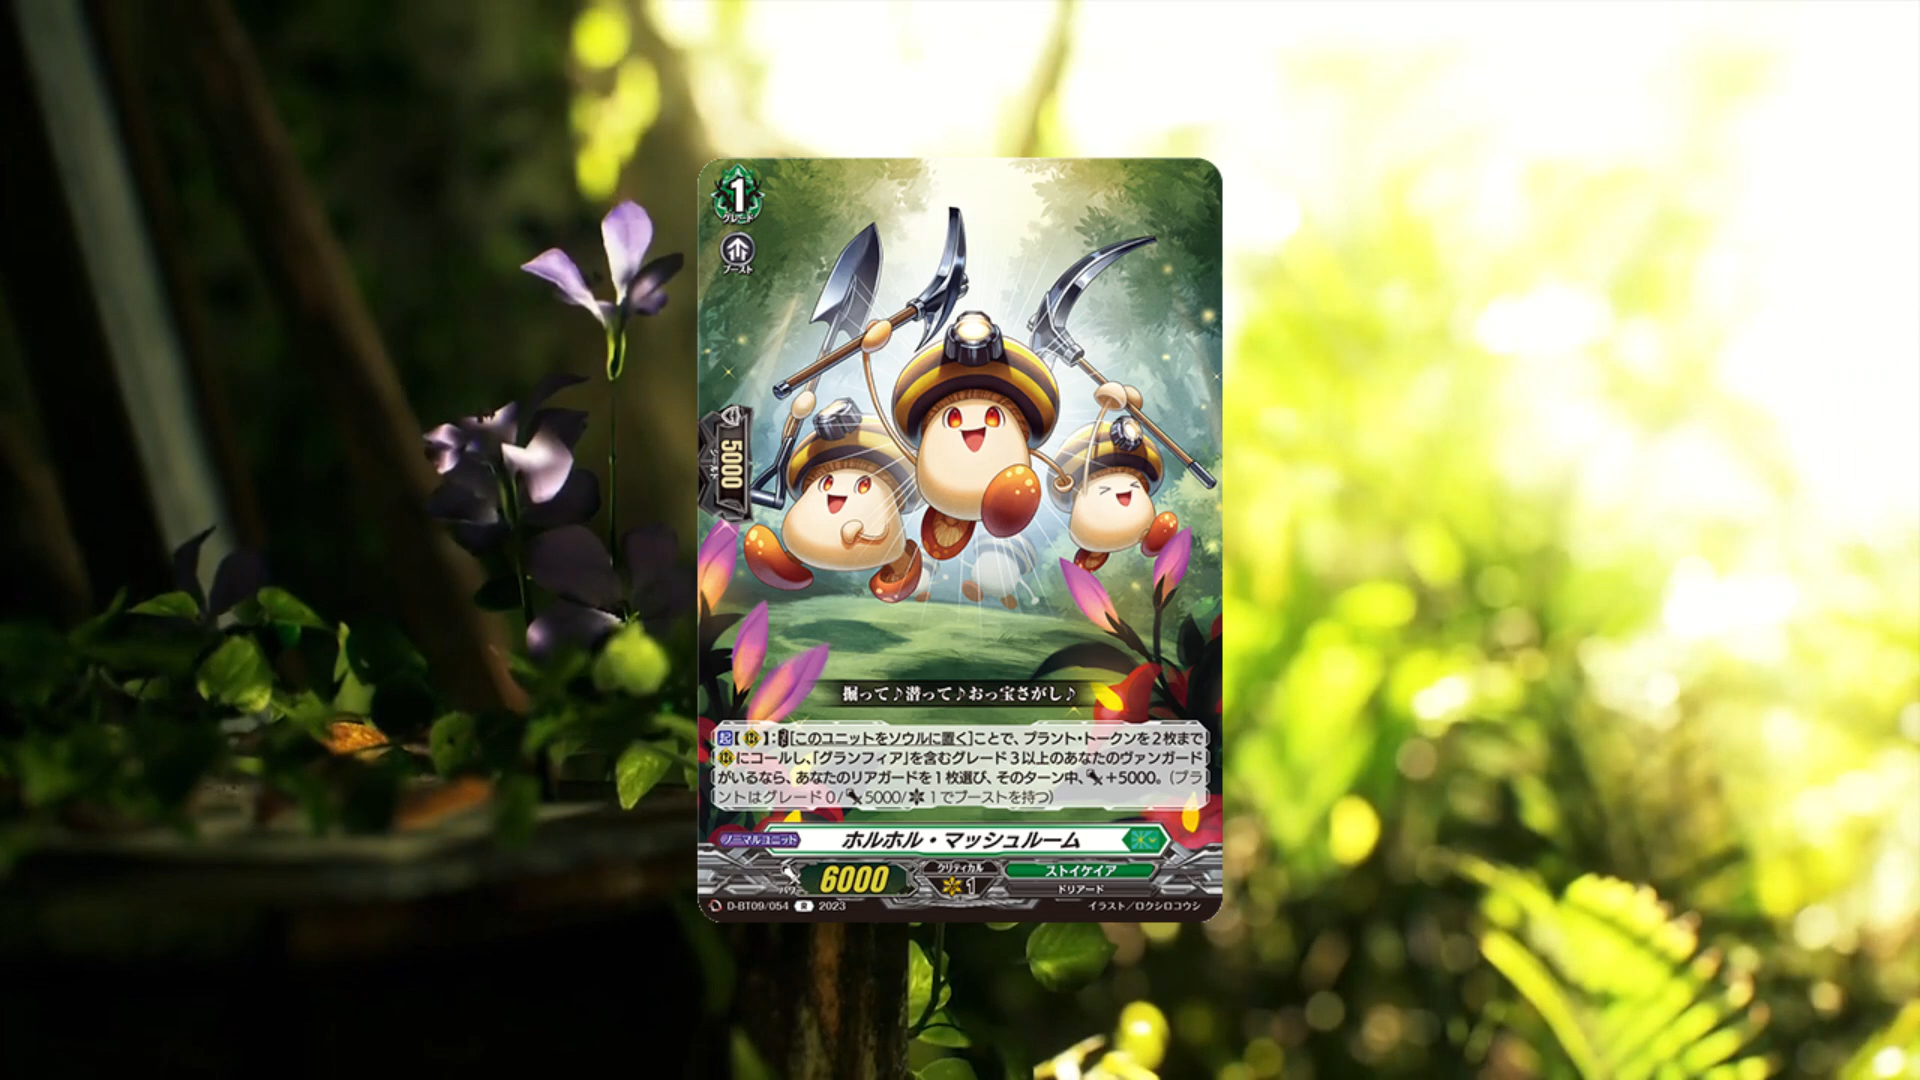 1
グレード
ブースト
5000
シールド
掘って♪潜って♪おっ宝さがし♪
起【 】:[このユニットをソウルに置く]ことで、プラント・トークンを2枚まで
にコールし、「グランフィア」を含むグレード3以上のあなたのヴァンガード
がいるなら、あなたのリアガードを1枚選び、そのターン中、+5000。(プラ
ントはグレード0/5000/1でブーストを持つ)
ノーマルユニット
ホルホル・マッシュルーム
パワー
6000
クリティカル
1
ストイケイア
ドリアード
D-BT09/054 R 2023
イラスト/ロクシロコウシ